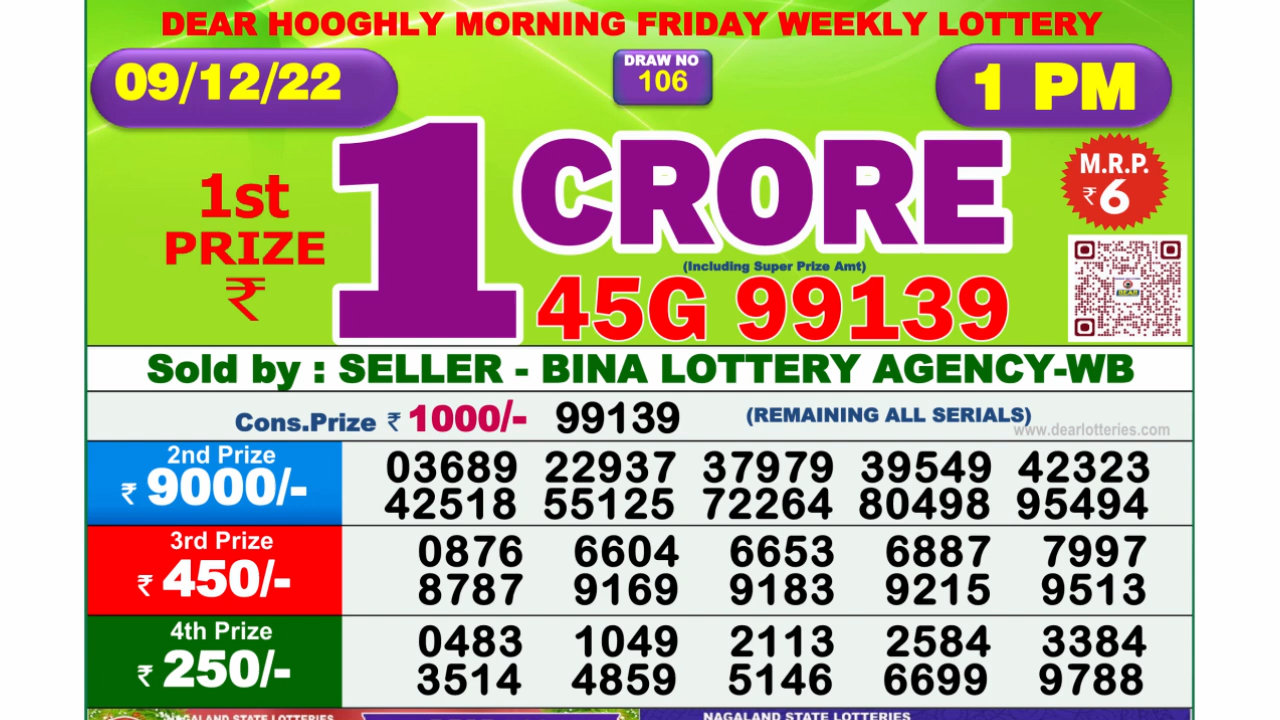 DEAR HOOGHLY MORNING FRIDAY WEEKLY LOTTERY
09/12/22
DRAW NO
106
1 PM
1st
PRIZE
₹
1 CRORE
(Including Super Prize Amt)
M.R.P.
₹6
45G 99139
DEAR
Sold by : SELLER - BINA LOTTERY AGENCY-WB
Cons.Prize ₹ 1000/- 99139 (REMAINING ALL SERIALS)
www.dearlotteries.com
2nd Prize
₹ 9000/-
03689 22937 37979 39549 42323
42518 55125 72264 80498 95494
3rd Prize
₹ 450/-
0876 6604 6653 6887 7997
8787 9169 9183 9215 9513
4th Prize
₹ 250/-
0483 1049 2113 2584 3384
3514 4859 5146 6699 9788
NAGALAND STATE LOTTERIES
NAGALAND STATE LOTTERIES